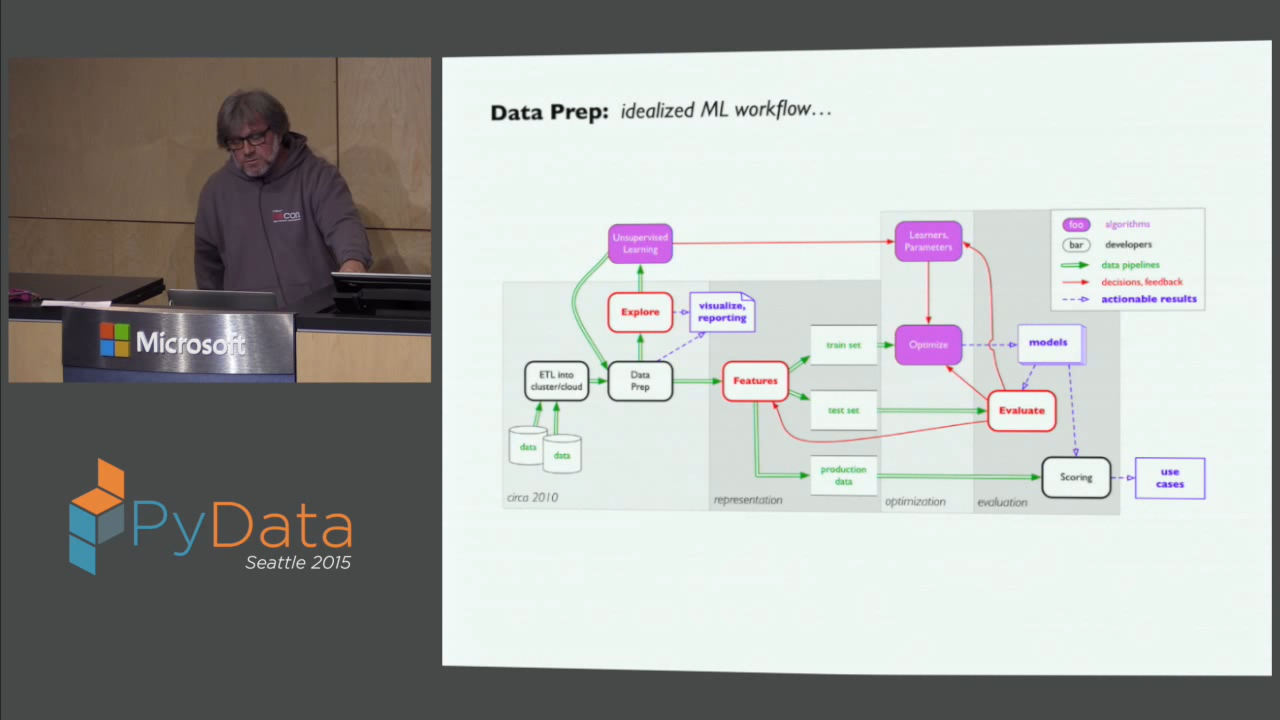 Data Prep: idealized ML workflow…
Unsupervised
Learning
Learners,
Parameters
foo
algorithms
bar
developers
data pipelines
decisions, feedback
actionable results
Explore
visualize,
reporting
train set
Optimize
models
ETL into
cluster/cloud
Data
Prep
Features
test set
Evaluate
data
data
production
data
Scoring
use
cases
circa 2010
representation
optimization
evaluation
con
Microsoft
PyData
Seattle 2015